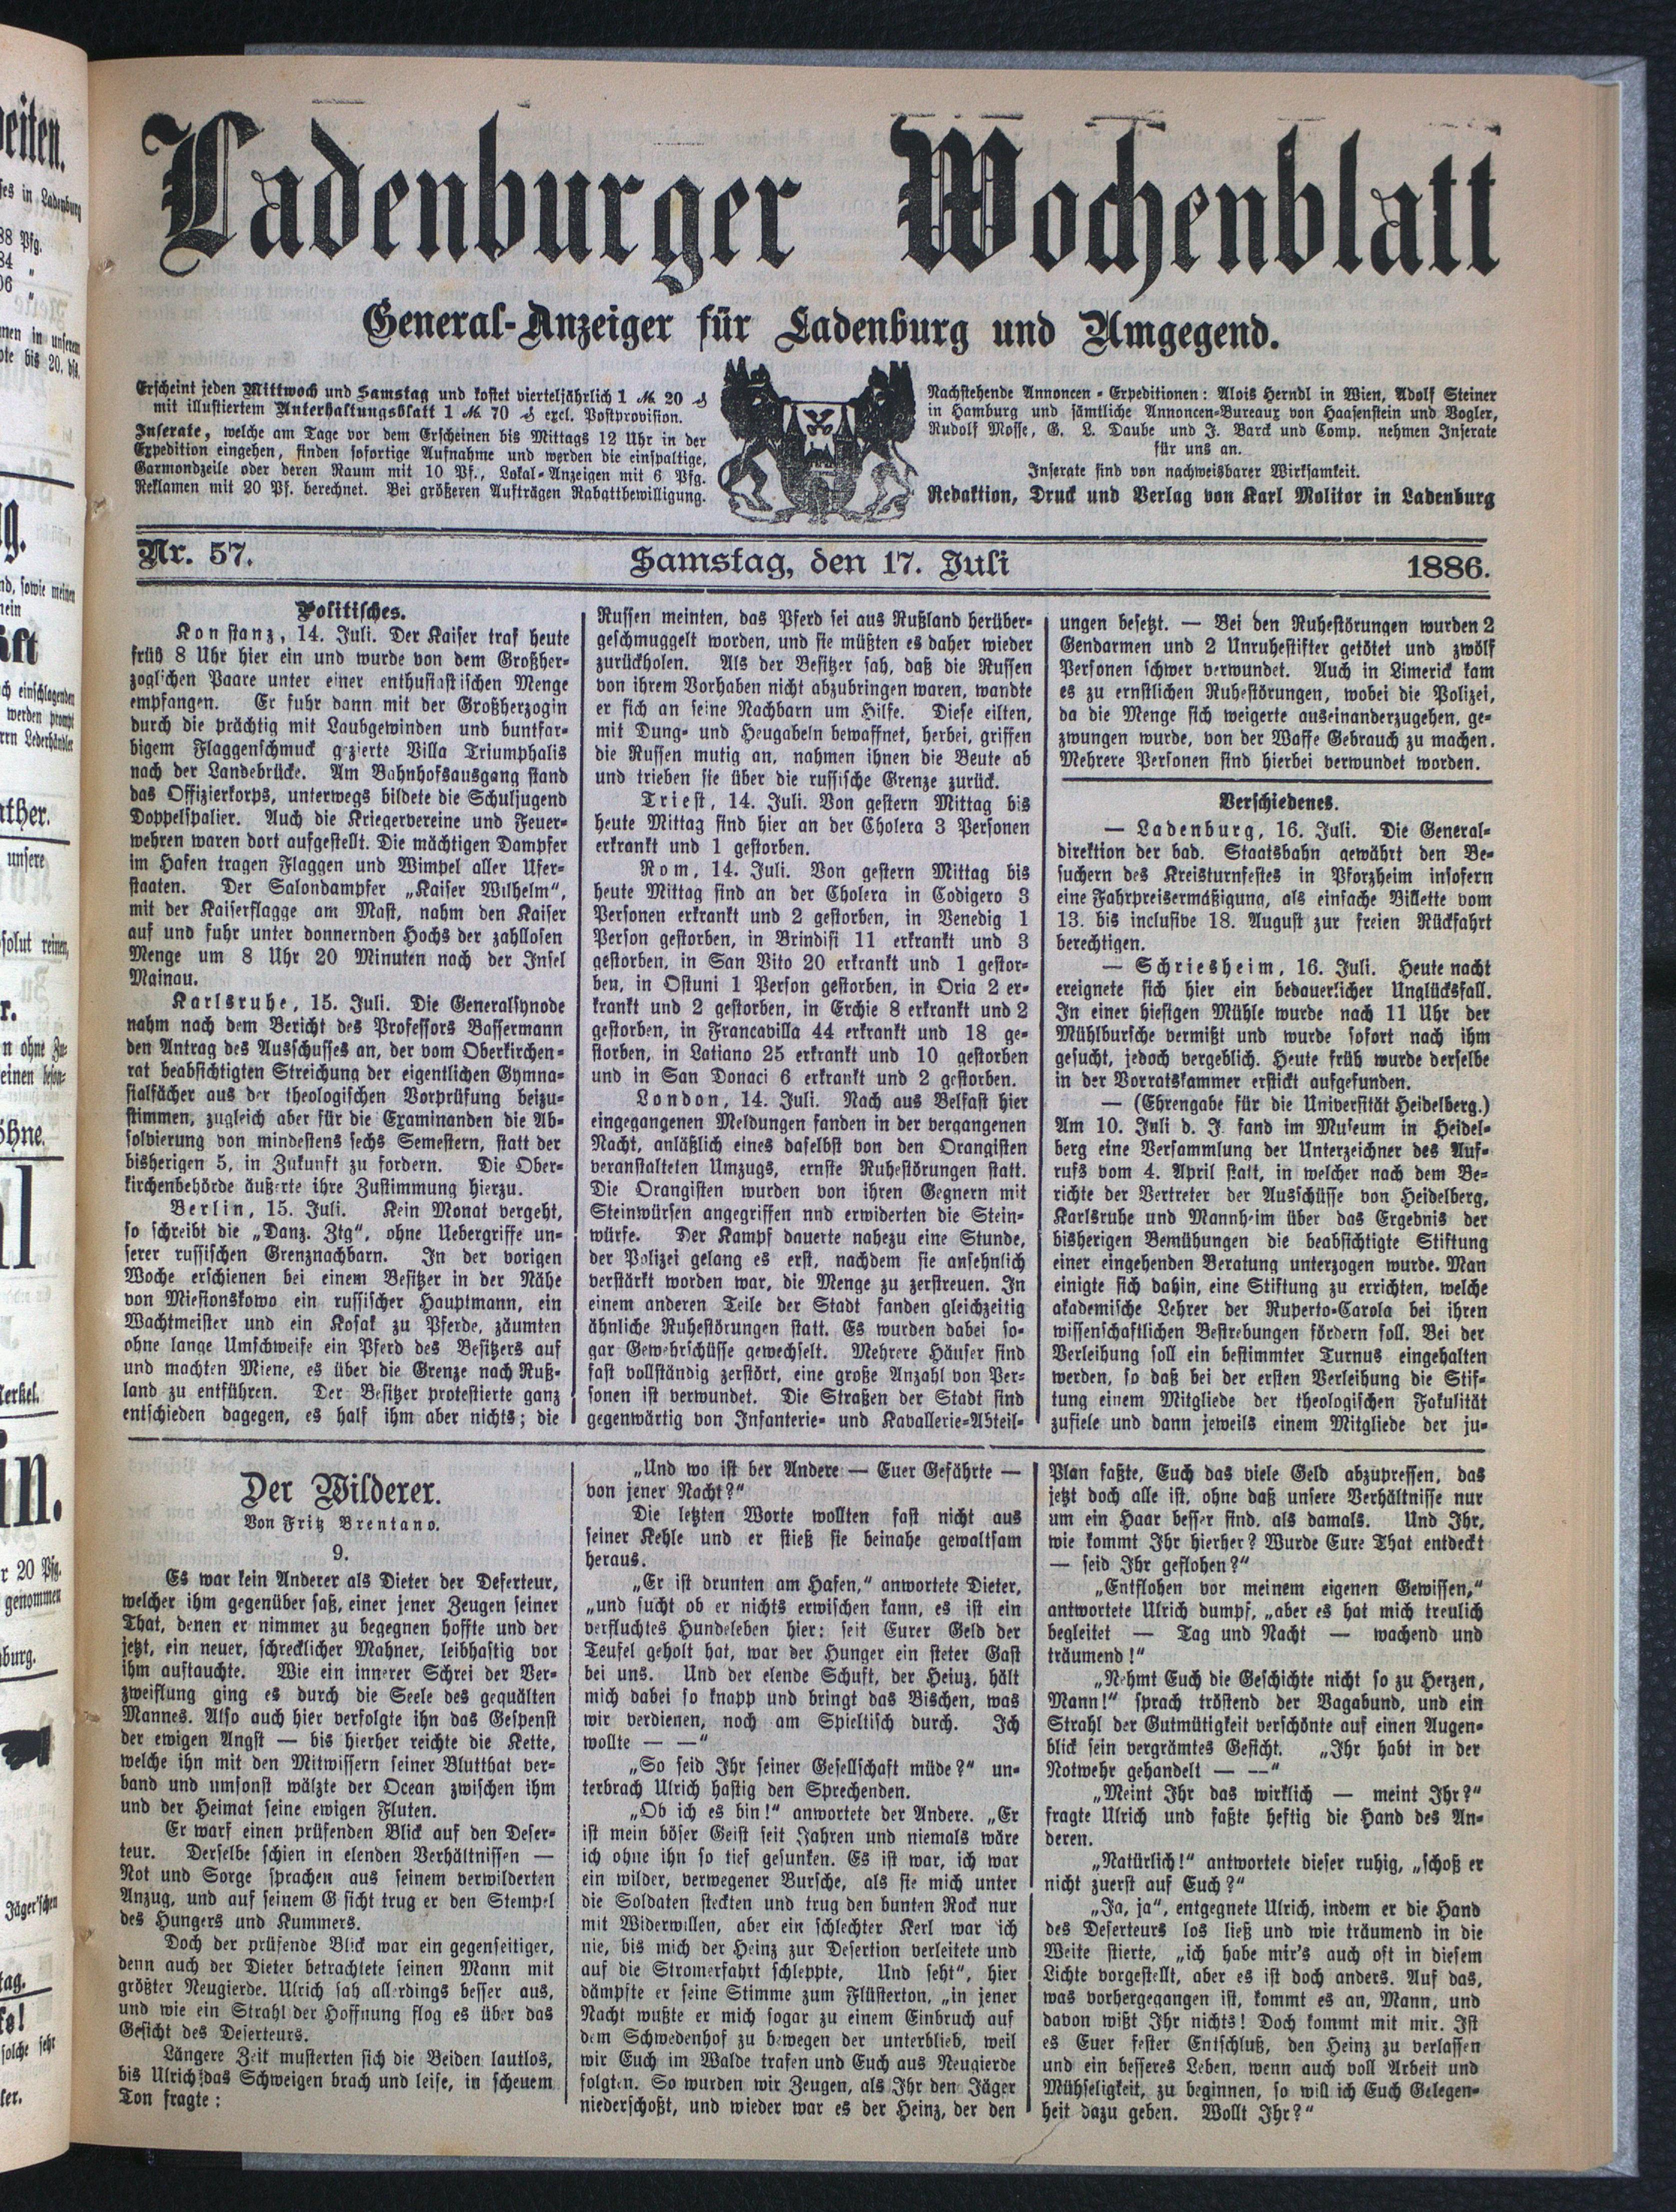 Ladenburger Wochenblatt
General-Anzeiger für Ladenburg und Umgegend.
Erscheint jeden Mittwoch und Samstag und kostet vierteljährlich 1 ℳ 20 ₰
mit illustiertem Unterhaltungsblatt 1 ℳ 70 ₰ excl. Postprovision.
Inserate, welche am Tage vor dem Erscheinen bis Mittags 12 Uhr in der
Expedition eingehen, finden sofortige Aufnahme und werden die einspaltige,
Garmondzeile oder deren Raum mit 10 Pf., Lokal-Anzeigen mit 6 Pfg.
Reklamen mit 20 Pf. berechnet. Bei größeren Aufträgen Rabattbewilligung.
Nachstehende Annoncen-Expeditionen: Alois Herndl in Wien, Adolf Steiner
in Hamburg und sämtliche Annoncen-Bureaux von Haasenstein und Vogler,
Rudolf Mosse, G. L. Daube und J. Barck und Comp. nehmen Inserate
für uns an.
Inserate sind von nachweisbarer Wirksamkeit.
Redaktion, Druck und Verlag von Karl Molitor in Ladenburg
Nr. 57.
Samstag, den 17. Juli
1886.
Politisches.
Konstanz, 14. Juli. Der Kaiser traf heute
früh 8 Uhr hier ein und wurde von dem Großher-
zoglichen Paare unter einer enthusiastischen Menge
empfangen. Er fuhr dann mit der Großherzogin
durch die prächtig mit Laubgewinden und buntfar-
bigem Flaggenschmuck gezierte Villa Triumphalis
nach der Landebrücke. Am Bahnhofsausgang stand
das Offizierkorps, unterwegs bildete die Schuljugend
Doppelspalier. Auch die Kriegervereine und Feuer-
wehren waren dort aufgestellt. Die mächtigen Dampfer
im Hafen tragen Flaggen und Wimpel aller Ufer-
staaten. Der Salondampfer „Kaiser Wilhelm“,
mit der Kaiserflagge am Mast, nahm den Kaiser
auf und fuhr unter donnernden Hochs der zahllosen
Menge um 8 Uhr 20 Minuten nach der Insel
Mainau.
Karlsruhe, 15. Juli. Die Generalsynode
nahm nach dem Bericht des Professors Bassermann
den Antrag des Ausschusses an, der vom Oberkirchen-
rat beabsichtigten Streichung der eigentlichen Gymna-
sialfächer aus der theologischen Vorprüfung beizu-
stimmen, zugleich aber für die Examinanden die Ab-
solvierung von mindestens sechs Semestern, statt der
bisherigen 5, in Zukunft zu fordern. Die Ober-
kirchenbehörde äußerte ihre Zustimmung hierzu.
Berlin, 15. Juli. Kein Monat vergeht,
so schreibt die „Danz. Ztg“, ohne Uebergriffe un-
serer russischen Grenznachbarn. In der vorigen
Woche erschienen bei einem Besitzer in der Nähe
von Miesionskowo ein russischer Hauptmann, ein
Wachtmeister und ein Kosak zu Pferde, zäumten
ohne lange Umschweife ein Pferd des Besitzers auf
und machten Miene, es über die Grenze nach Ruß-
land zu entführen. Der Besitzer protestierte ganz
entschieden dagegen, es half ihm aber nichts; die
Russen meinten, das Pferd sei aus Rußland herüber-
geschmuggelt worden, und sie müßten es daher wieder
zurückholen. Als der Besitzer sah, daß die Russen
von ihrem Vorhaben nicht abzubringen waren, wandte
er sich an seine Nachbarn um Hilfe. Diese eilten,
mit Dung- und Heugabeln bewaffnet, herbei, griffen
die Russen mutig an, nahmen ihnen die Beute ab
und trieben sie über die russische Grenze zurück.
Triest, 14. Juli. Von gestern Mittag bis
heute Mittag sind hier an der Cholera 3 Personen
erkrankt und 1 gestorben.
Rom, 14. Juli. Von gestern Mittag bis
heute Mittag sind an der Cholera in Codigero 3
Personen erkrankt und 2 gestorben, in Venedig 1
Person gestorben, in Brindisi 11 erkrankt und 3
gestorben, in San Vito 20 erkrankt und 1 gestor-
ben, in Ostuni 1 Person gestorben, in Oria 2 er-
krankt und 2 gestorben, in Erchie 8 erkrankt und 2
gestorben, in Francavilla 44 erkrankt und 18 ge-
storben, in Latiano 25 erkrankt und 10 gestorben
und in San Donaci 6 erkrankt und 2 gestorben.
London, 14. Juli. Nach aus Belfast hier
eingegangenen Meldungen fanden in der vergangenen
Nacht, anläßlich eines daselbst von den Orangisten
veranstalteten Umzugs, ernste Ruhestörungen statt.
Die Orangisten wurden von ihren Gegnern mit
Steinwürfen angegriffen nnd erwiderten die Stein-
würfe. Der Kampf dauerte nahezu eine Stunde,
der Polizei gelang es erst, nachdem sie ansehnlich
verstärkt worden war, die Menge zu zerstreuen. In
einem anderen Teile der Stadt fanden gleichzeitig
ähnliche Ruhestörungen statt. Es wurden dabei so-
gar Gewehrschüsse gewechselt. Mehrere Häuser sind
fast vollständig zerstört, eine große Anzahl von Per-
sonen ist verwundet. Die Straßen der Stadt sind
gegenwärtig von Infanterie- und Kavallerie-Abteil-
ungen besetzt. — Bei den Ruhestörungen wurden 2
Gendarmen und 2 Unruhestifter getötet und zwölf
Personen schwer verwundet. Auch in Limerick kam
es zu ernstlichen Ruhestörungen, wobei die Polizei,
da die Menge sich weigerte auseinanderzugehen, ge-
zwungen wurde, von der Waffe Gebrauch zu machen.
Mehrere Personen sind hierbei verwundet worden.
Verschiedenes.
— Ladenburg, 16. Juli. Die General-
direktion der bad. Staatsbahn gewährt den Be-
suchern des Kreisturnfestes in Pforzheim insofern
eine Fahrpreisermäßigung, als einfache Billette vom
13. bis inclusive 18. August zur freien Rückfahrt
berechtigen.
— Schriesheim, 16. Juli. Heute nacht
ereignete sich hier ein bedauerlicher Unglücksfall.
In einer hiesigen Mühle wurde nach 11 Uhr der
Mühlbursche vermißt und wurde sofort nach ihm
gesucht, jedoch vergeblich. Heute früh wurde derselbe
in der Vorratskammer erstickt aufgefunden.
— (Ehrengabe für die Universität Heidelberg.)
Am 10. Juli d. J. fand im Museum in Heidel-
berg eine Versammlung der Unterzeichner des Auf-
rufs vom 4. April statt, in welcher nach dem Be-
richte der Vertreter der Ausschüsse von Heidelberg,
Karlsruhe und Mannheim über das Ergebnis der
bisherigen Bemühungen die beabsichtigte Stiftung
einer eingehenden Beratung unterzogen wurde. Man
einigte sich dahin, eine Stiftung zu errichten, welche
akademische Lehrer der Ruperto-Carola bei ihren
wissenschaftlichen Bestrebungen fördern soll. Bei der
Verleihung soll ein bestimmter Turnus eingehalten
werden, so daß bei der ersten Verleihung die Stif-
tung einem Mitgliede der theologischen Fakulität
zufiele und dann jeweils einem Mitgliede der ju-
Der Wilderer.
Von Fritz Brentano.
9.
Es war kein Anderer als Dieter der Deserteur,
welcher ihm gegenüber saß, einer jener Zeugen seiner
That, denen er nimmer zu begegnen hoffte und der
jetzt, ein neuer, schrecklicher Mahner, leibhaftig vor
ihm auftauchte. Wie ein innerer Schrei der Ver-
zweiflung ging es durch die Seele des gequälten
Mannes. Also auch hier verfolgte ihn das Gespenst
der ewigen Angst — bis hierher reichte die Kette,
welche ihn mit den Mitwissern seiner Blutthat ver-
band und umsonst wälzte der Ocean zwischen ihm
und der Heimat seine ewigen Fluten.
Er warf einen prüfenden Blick auf den Deser-
teur. Derselbe schien in elenden Verhältnissen —
Not und Sorge sprachen aus seinem verwilderten
Anzug, und auf seinem G sicht trug er den Stempel
des Hungers und Kummers.
Doch der prüfende Blick war ein gegenseitiger,
denn auch der Dieter betrachtete seinen Mann mit
größter Neugierde. Ulrich sah allerdings besser aus,
und wie ein Strahl der Hoffnung flog es über das
Gesicht des Deserteurs.
Längere Zeit musterten sich die Beiden lautlos,
bis Ulrich das Schweigen brach und leise, in scheuem
Ton fragte:
„Und wo ist ber Andere — Euer Gefährte —
von jener Nacht?“
Die letzten Worte wollten fast nicht aus
seiner Kehle und er stieß sie beinahe gewaltsam
heraus.
„Er ist drunten am Hafen,“ anwortete Dieter,
„und sucht ob er nichts erwischen kann, es ist ein
verfluchtes Hundeleben hier: seit Eurer Geld der
Teufel geholt hat, war der Hunger ein steter Gast
bei uns. Und der elende Schuft, der Heinz, hält
mich dabei so knapp und bringt das Bischen, was
wir verdienen, noch am Spieltisch durch. Ich
wollte — —“
„So seid Ihr seiner Gesellschaft müde?“ un-
terbrach Ulrich hastig den Sprechenden.
„Ob ich es bin!“ anwortete der Andere. „Er
ist mein böser Geist seit Jahren und niemals wäre
ich ohne ihn so tief gesunken. Es ist war, ich war
ein wilder, verwegener Bursche, als sie mich unter
die Soldaten steckten und trug den bunten Rock nur
mit Widerwillen, aber ein schlechter Kerl war ich
nie, bis mich der Heinz zur Desertion verleitete und
auf die Stromerfahrt schleppte, Und seht“, hier
dämpfte er seine Stimme zum Flüsterton, „in jener
Nacht wußte er mich sogar zu einem Einbruch auf
dem Schwedenhof zu bewegen der unterblieb, weil
wir Euch im Walde trafen und Euch aus Neugierde
folgten. So wurden wir Zeugen, als Ihr den Jäger
niederschoßt, und wieder war es der Heinz, der den
Plan faßte, Euch das viele Geld abzupressen, das
jetzt doch alle ist, ohne daß unsere Verhältnisse nur
um ein Haar besser sind, als damals. Und Ihr,
wie kommt Ihr hierher? Wurde Eure That entdeckt
— seid Ihr geflohen?“
„Entflohen vor meinem eigenen Gewissen,“
antwortete Ulrich dumpf, „aber es hat mich treulich
begleitet — Tag und Nacht — wachend und
träumend!“
„Nehmt Euch die Geschichte nicht so zu Herzen,
Mann!“ sprach tröstend der Vagabund, und ein
Strahl der Gutmütigkeit verschönte auf einen Augen-
blick sein vergrämtes Gesicht. „Ihr habt in der
Notwehr gehandelt — —“
„Meint Ihr das wirklich — meint Ihr?“
fragte Ulrich und faßte heftig die Hand des An-
deren.
„Natürlich!“ antwortete dieser ruhig, „schoß er
nicht zuerst auf Euch?“
„Ja, ja“, entgegnete Ulrich, indem er die Hand
des Deserteurs los ließ und wie träumend in die
Weite stierte, „ich habe mir's auch oft in diesem
Lichte vorgestellt, aber es ist doch anders. Auf das,
was vorhergegangen ist, kommt es an, Mann, und
davon wißt Ihr nichts! Doch kommt mit mir. Ist
es Euer fester Entschluß, den Heinz zu verlassen
und ein besseres Leben, wenn auch voll Arbeit und
Mühseligkeit, zu beginnen, so will ich Euch Gelegen-
heit dazu geben. Wollt Ihr?“